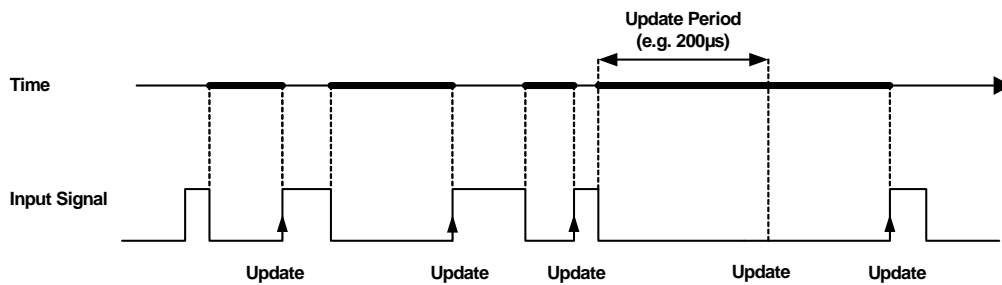 Update Period
(e.g. 200µs)
Time
Input Signal
Update Update Update Update Update